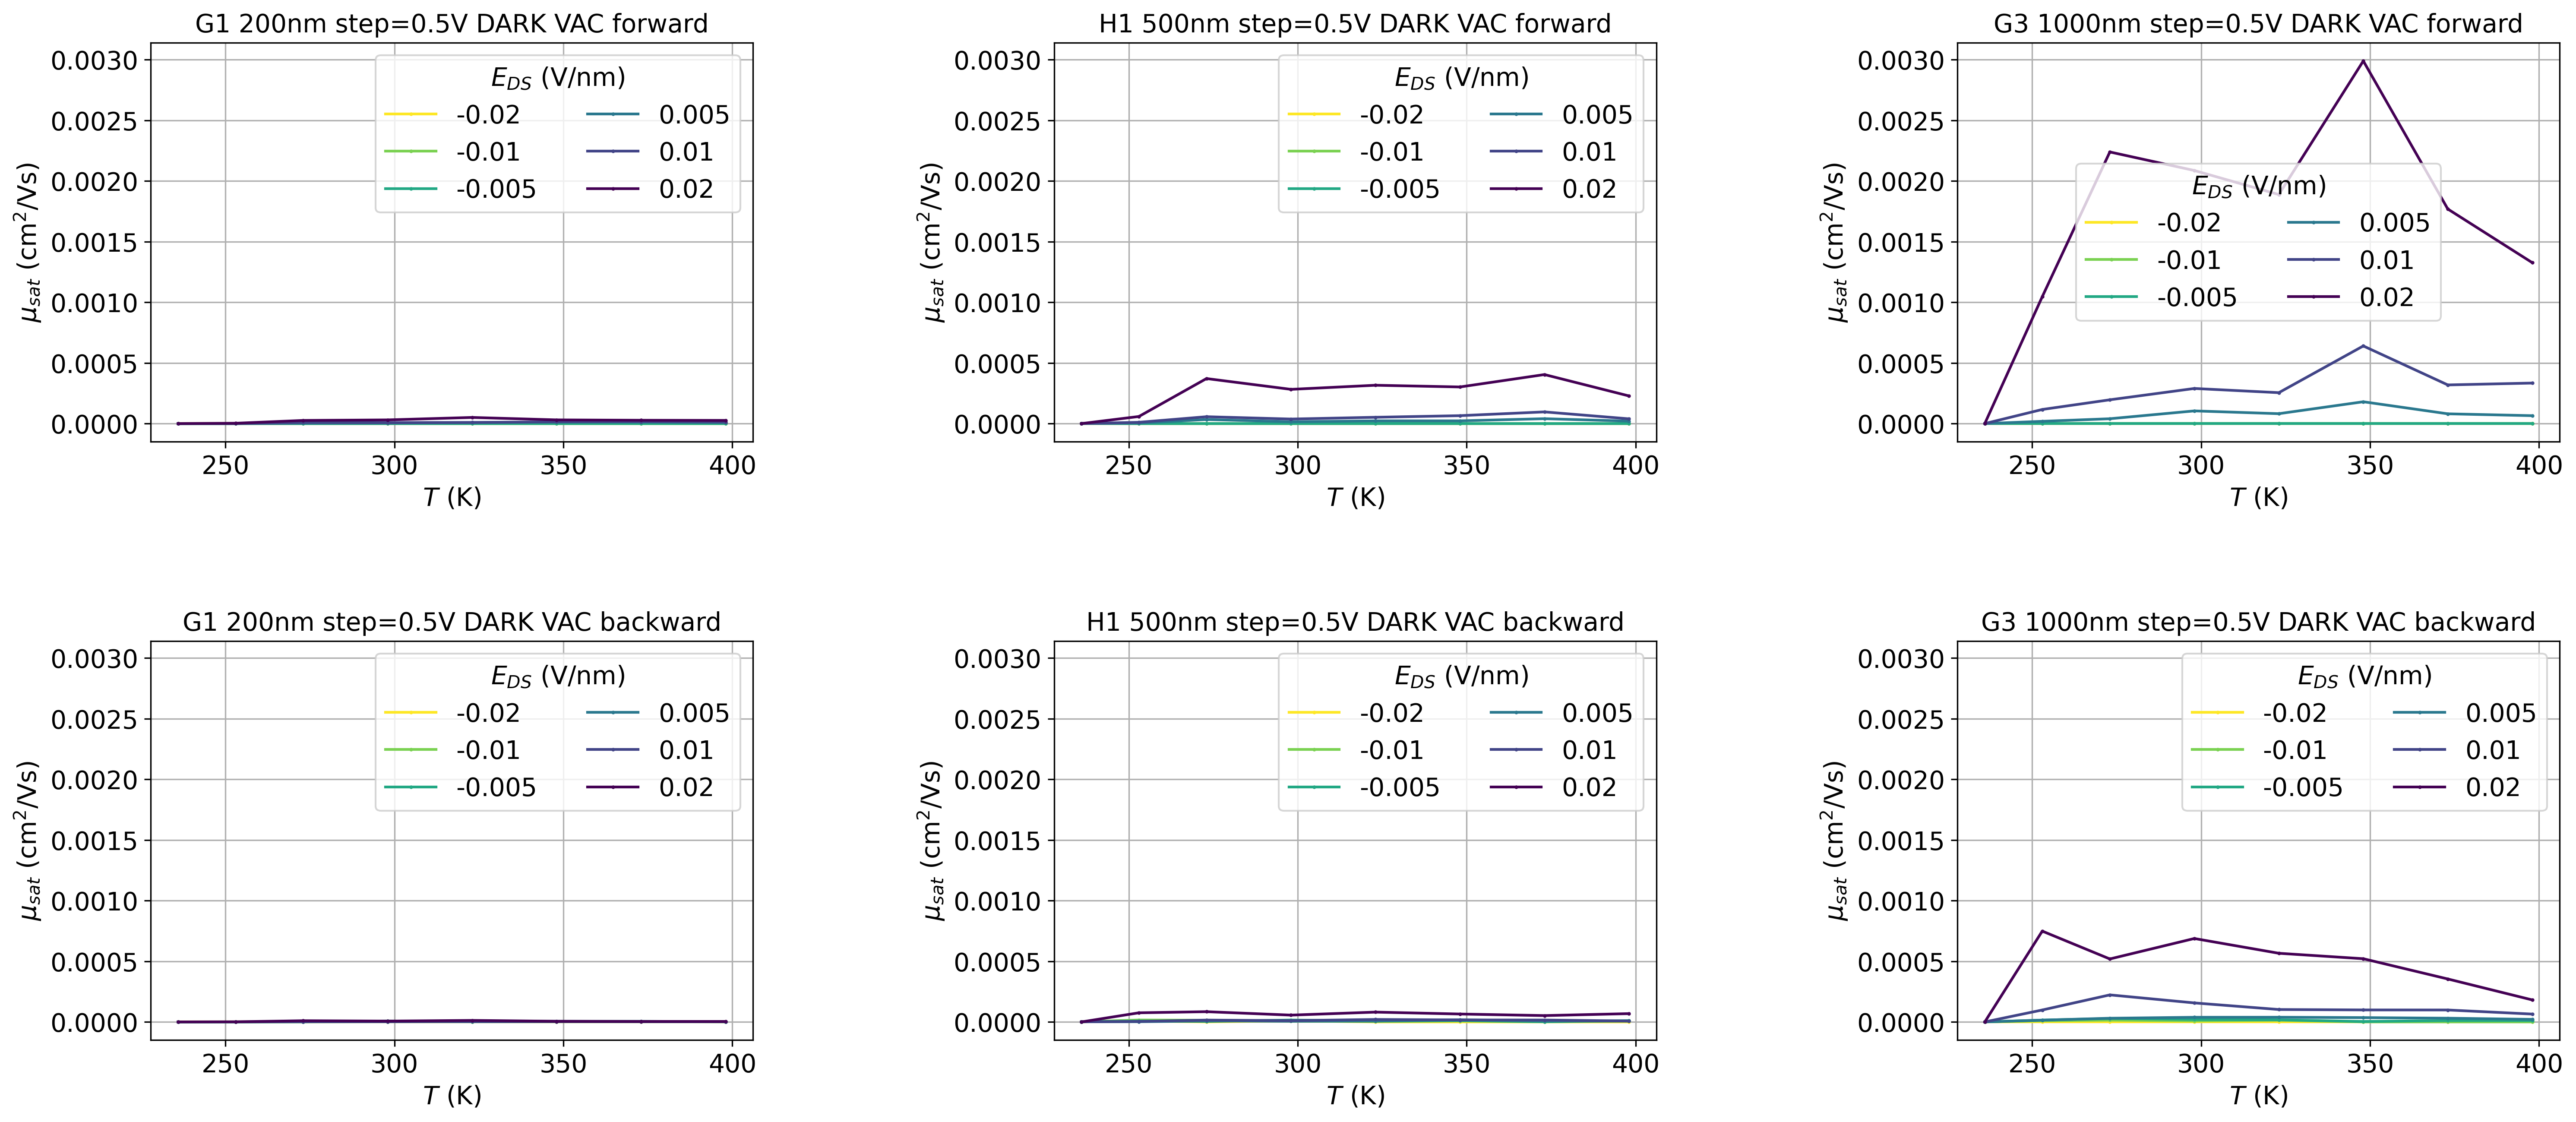 G1 200nm step=0.5V DARK VAC forward
μsat (cm²/Vs)
0.0030
0.0025
0.0020
0.0015
0.0010
0.0005
0.0000
EDS (V/nm)
-0.02 0.005
-0.01 0.01
-0.005 0.02
250 300 350 400
T (K)
H1 500nm step=0.5V DARK VAC forward
μsat (cm²/Vs)
0.0030
0.0025
0.0020
0.0015
0.0010
0.0005
0.0000
EDS (V/nm)
-0.02 0.005
-0.01 0.01
-0.005 0.02
250 300 350 400
T (K)
G3 1000nm step=0.5V DARK VAC forward
μsat (cm²/Vs)
0.0030
0.0025
0.0020
0.0015
0.0010
0.0005
0.0000
EDS (V/nm)
-0.02 0.005
-0.01 0.01
-0.005 0.02
250 300 350 400
T (K)
G1 200nm step=0.5V DARK VAC backward
μsat (cm²/Vs)
0.0030
0.0025
0.0020
0.0015
0.0010
0.0005
0.0000
EDS (V/nm)
-0.02 0.005
-0.01 0.01
-0.005 0.02
250 300 350 400
T (K)
H1 500nm step=0.5V DARK VAC backward
μsat (cm²/Vs)
0.0030
0.0025
0.0020
0.0015
0.0010
0.0005
0.0000
EDS (V/nm)
-0.02 0.005
-0.01 0.01
-0.005 0.02
250 300 350 400
T (K)
G3 1000nm step=0.5V DARK VAC backward
μsat (cm²/Vs)
0.0030
0.0025
0.0020
0.0015
0.0010
0.0005
0.0000
EDS (V/nm)
-0.02 0.005
-0.01 0.01
-0.005 0.02
250 300 350 400
T (K)